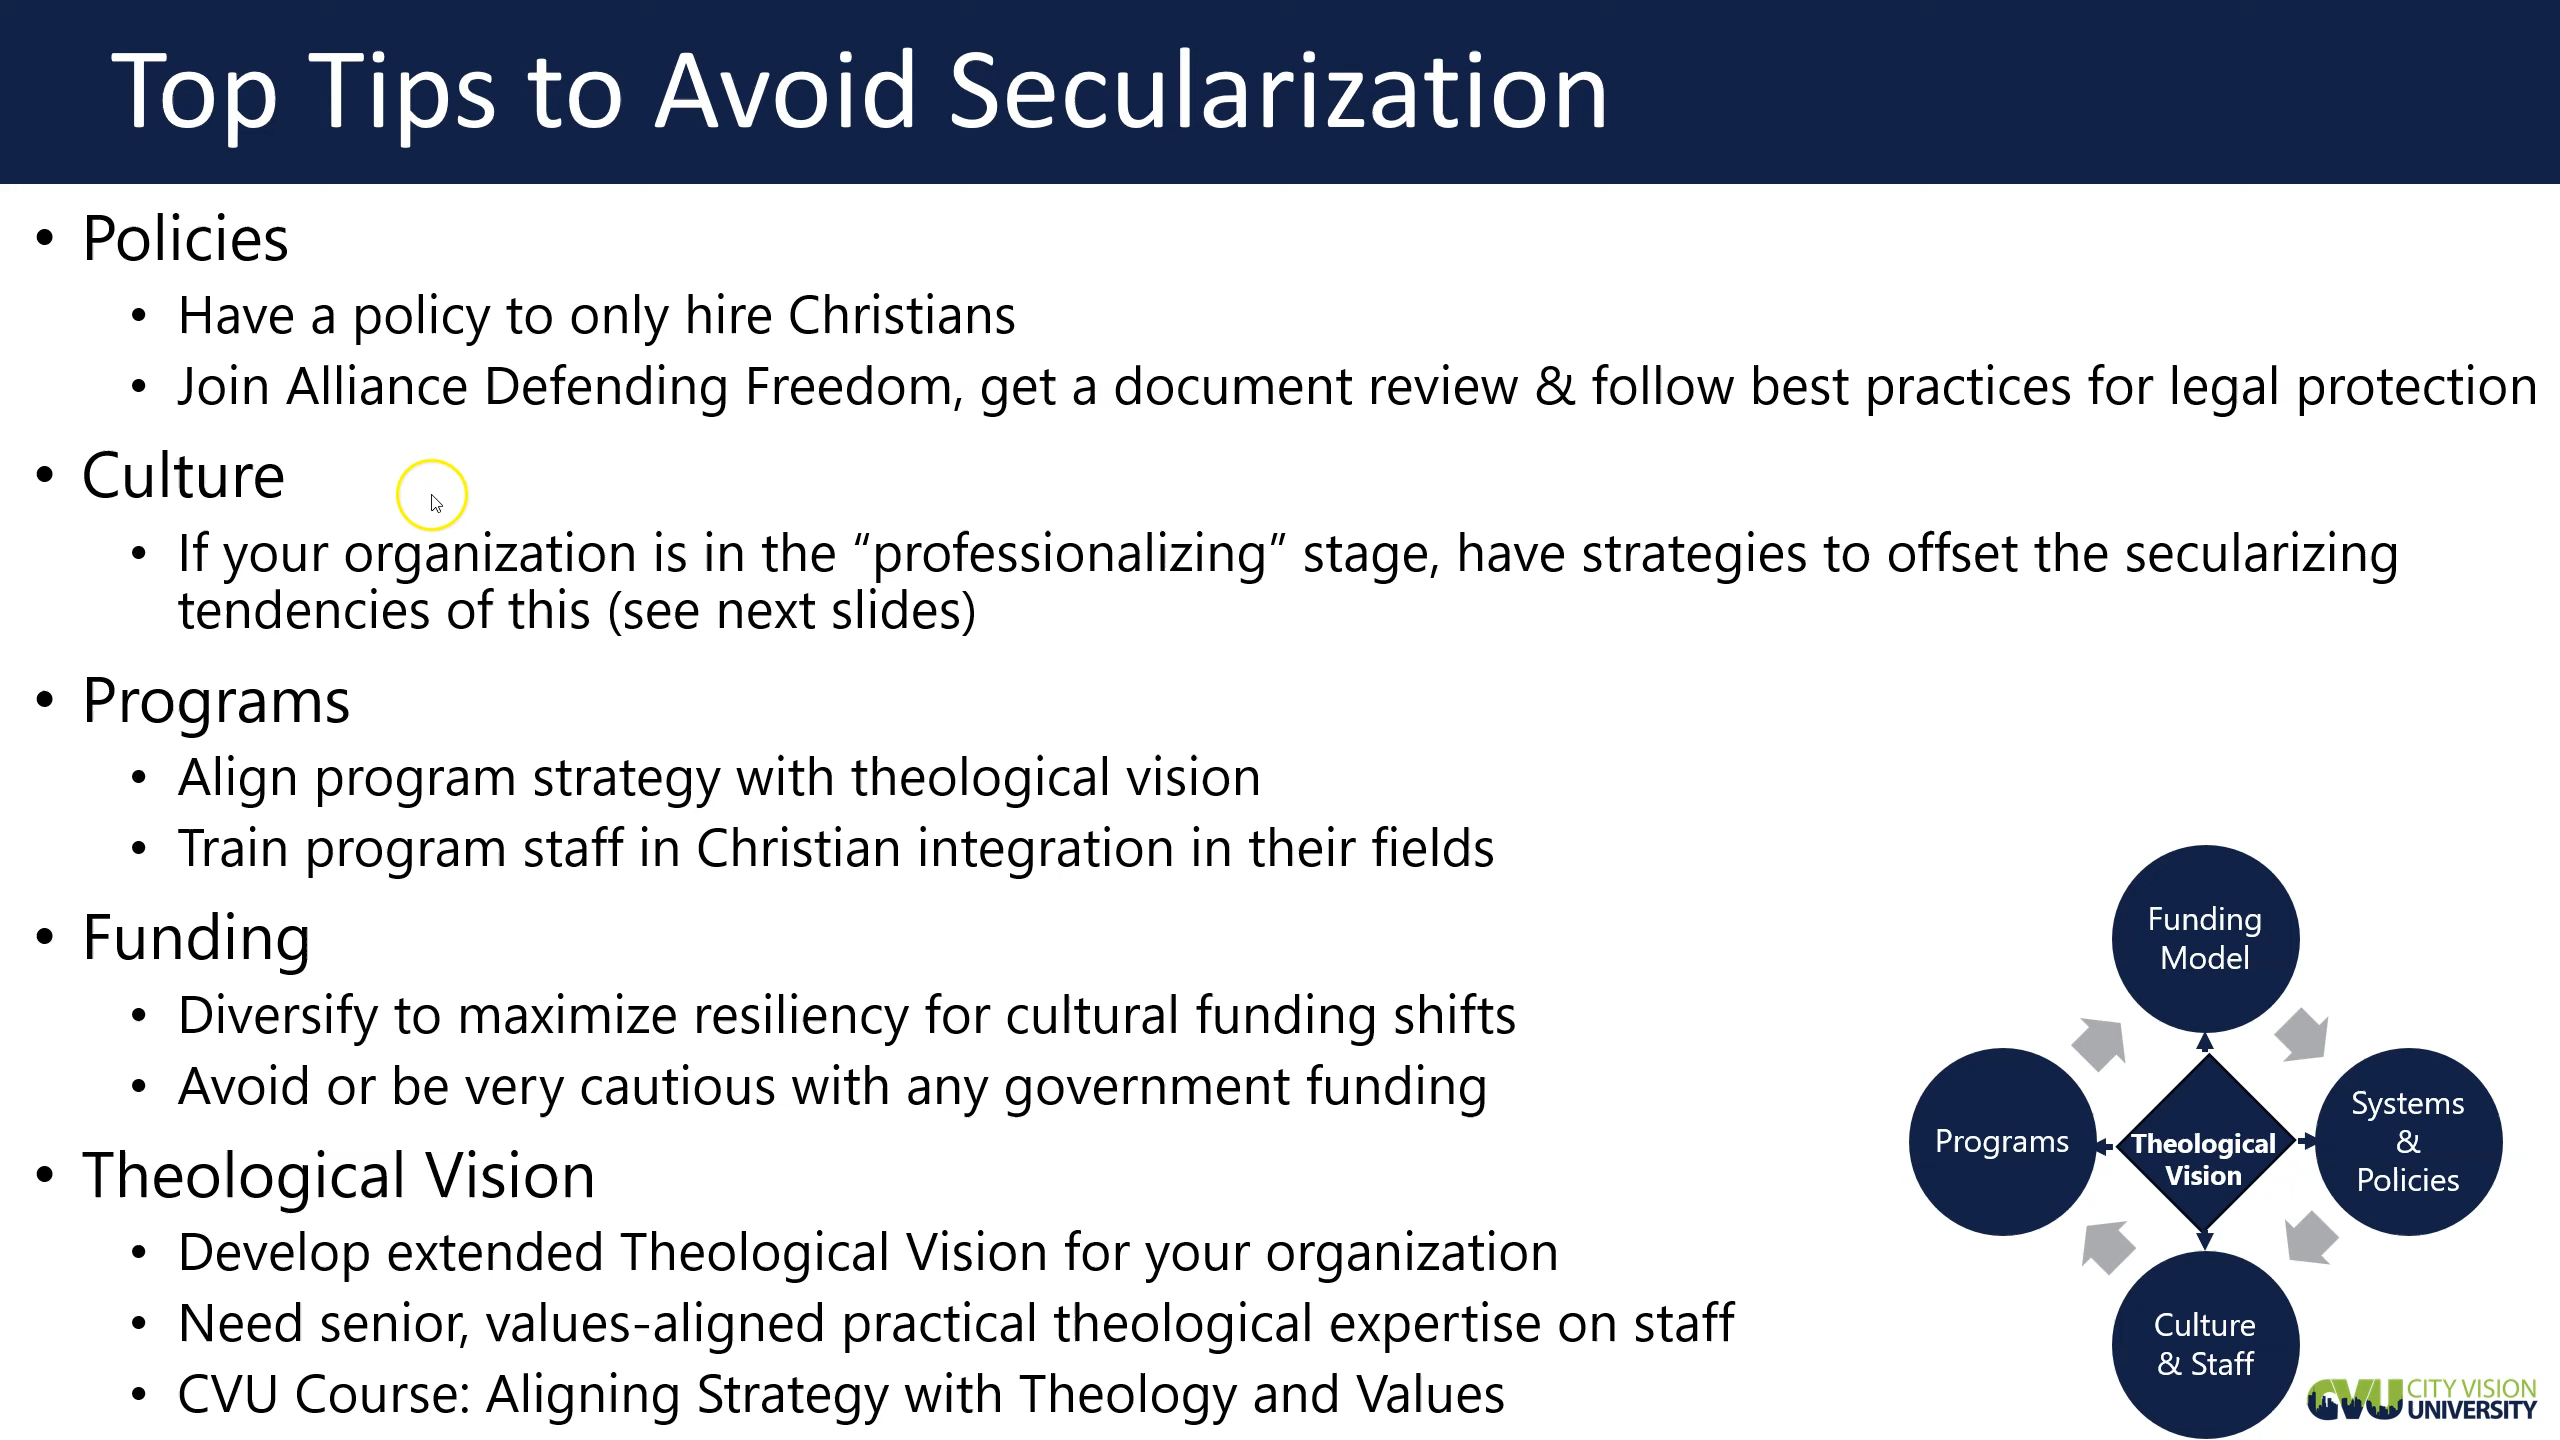 Top Tips to Avoid Secularization
• Policies
• Have a policy to only hire Christians
• Join Alliance Defending Freedom, get a document review & follow best practices for legal protection
• Culture
• If your organization is in the “professionalizing” stage, have strategies to offset the secularizing
tendencies of this (see next slides)
• Programs
• Align program strategy with theological vision
• Train program staff in Christian integration in their fields
• Funding
• Diversify to maximize resiliency for cultural funding shifts
• Avoid or be very cautious with any government funding
• Theological Vision
• Develop extended Theological Vision for your organization
• Need senior, values-aligned practical theological expertise on staff
• CVU Course: Aligning Strategy with Theology and Values
Funding
Model
Programs
Theological
Vision
Systems
&
Policies
Culture
& Staff
CVU CITY VISION
UNIVERSITY